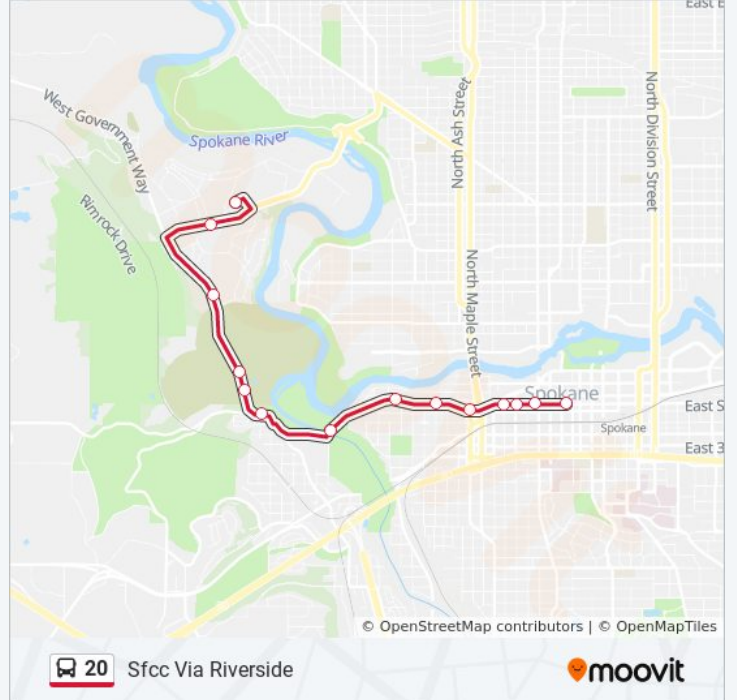 East E
West Government Way
North Ash Street
North Division Street
Spokane River
Rimrock Drive
North Maple Street
Spokane
East S
Spokane
East 3
© OpenStreetMap contributors | © OpenMapTiles
20 Sfcc Via Riverside
moovit